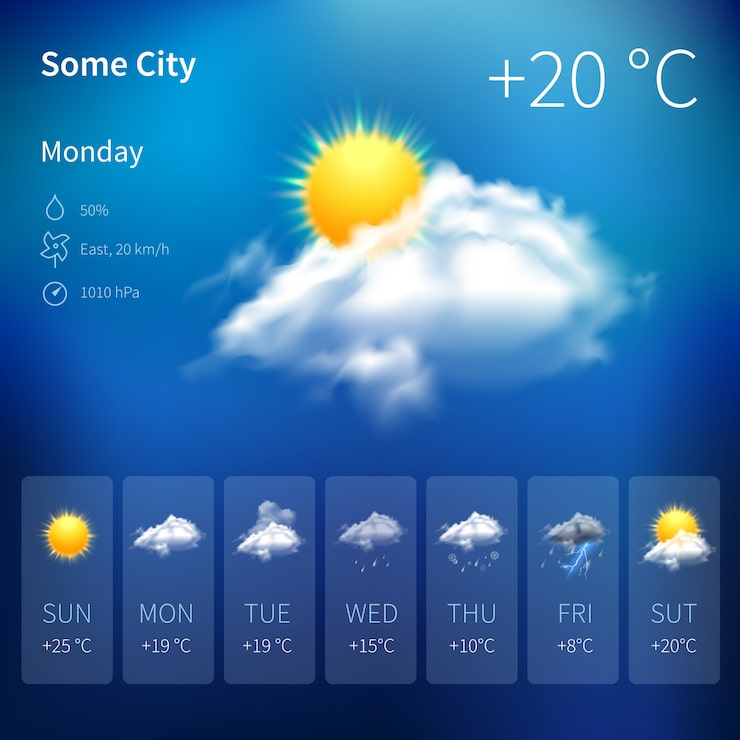 Some City
+20 °C
Monday
50%
East, 20 km/h
1010 hPa
SUN
+25 °C
MON
+19 °C
TUE
+19 °C
WED
+15°C
THU
+10°C
FRI
+8°C
SUT
+20°C